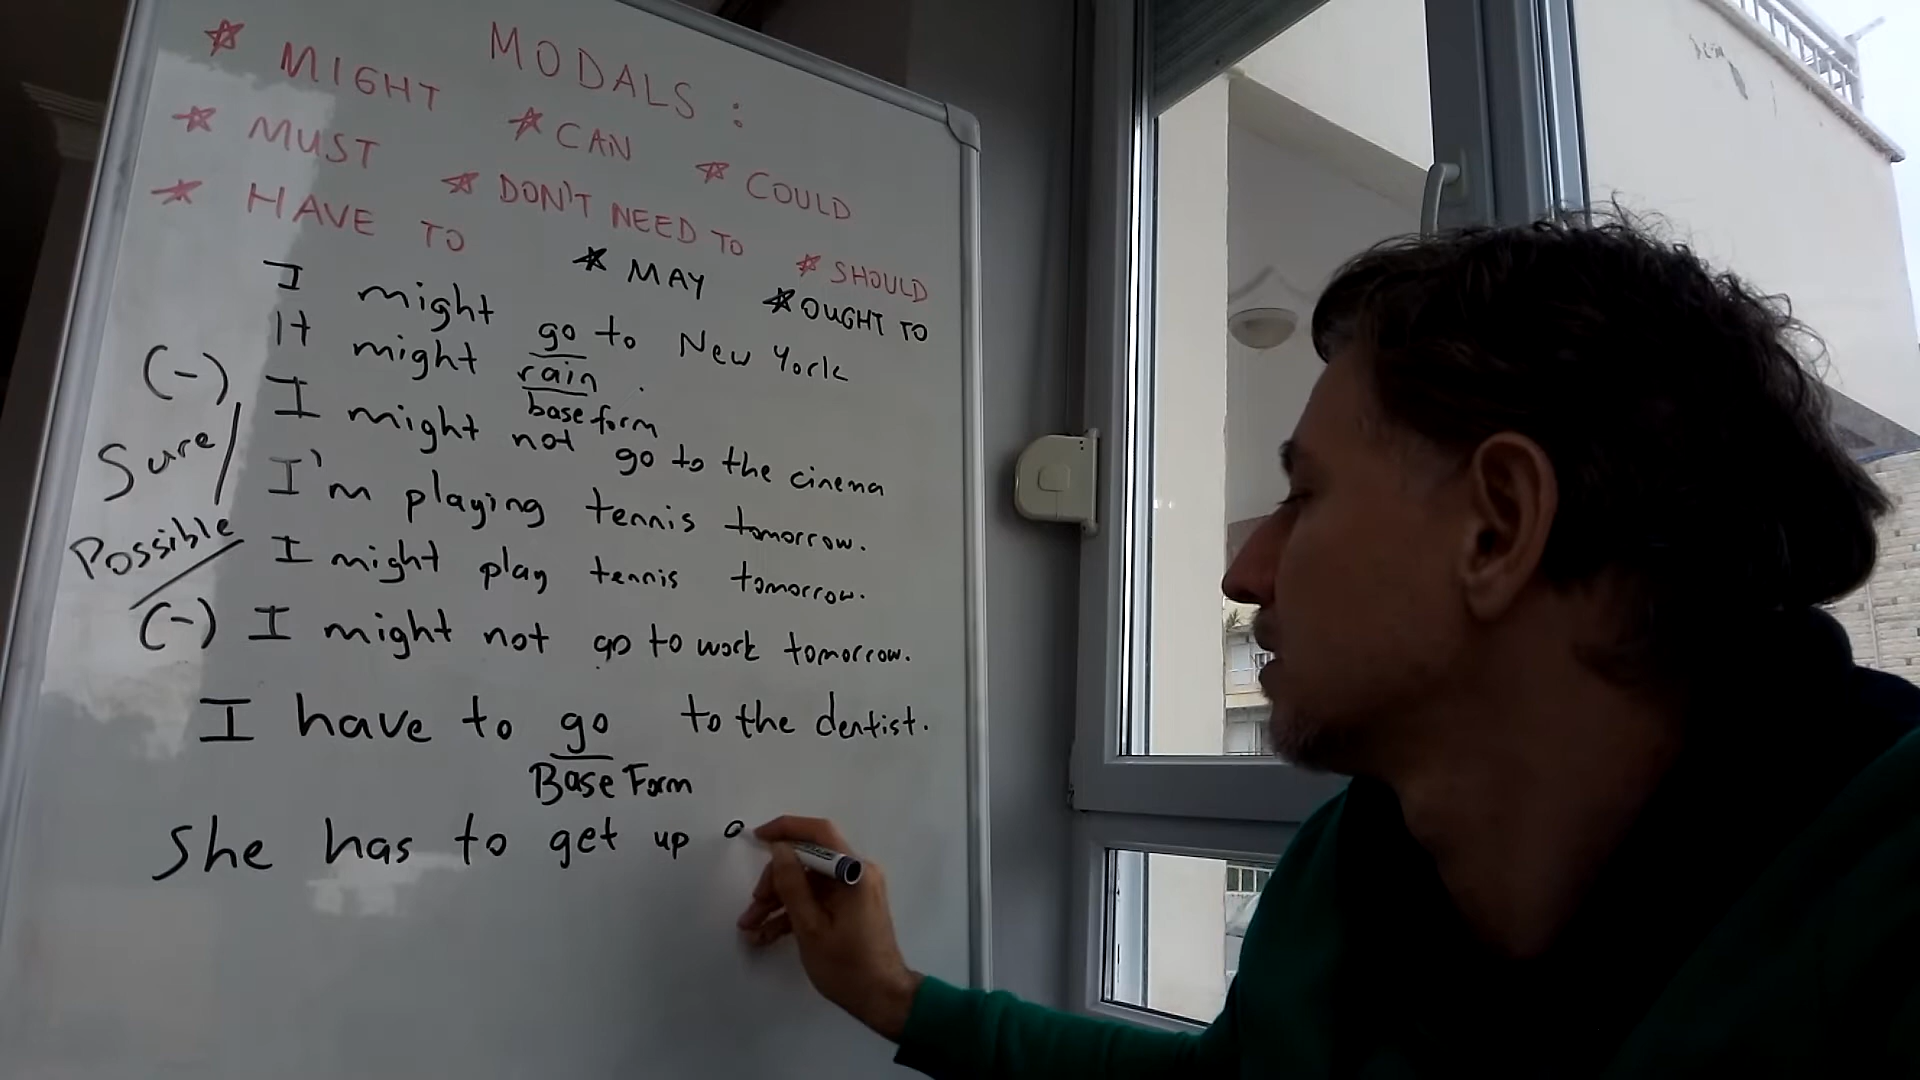 MODALS:
* MIGHT * CAN * COULD
* MUST * DON'T NEED TO * SHOULD
* HAVE TO * MAY * OUGHT TO
I might go to New York
It might rain.
base form
(-) I might not go to the cinema
Sure / I'm playing tennis tomorrow.
Possible / I might play tennis tomorrow.
(-) I might not go to work tomorrow.
I have to go to the dentist.
Base Form
She has to get up